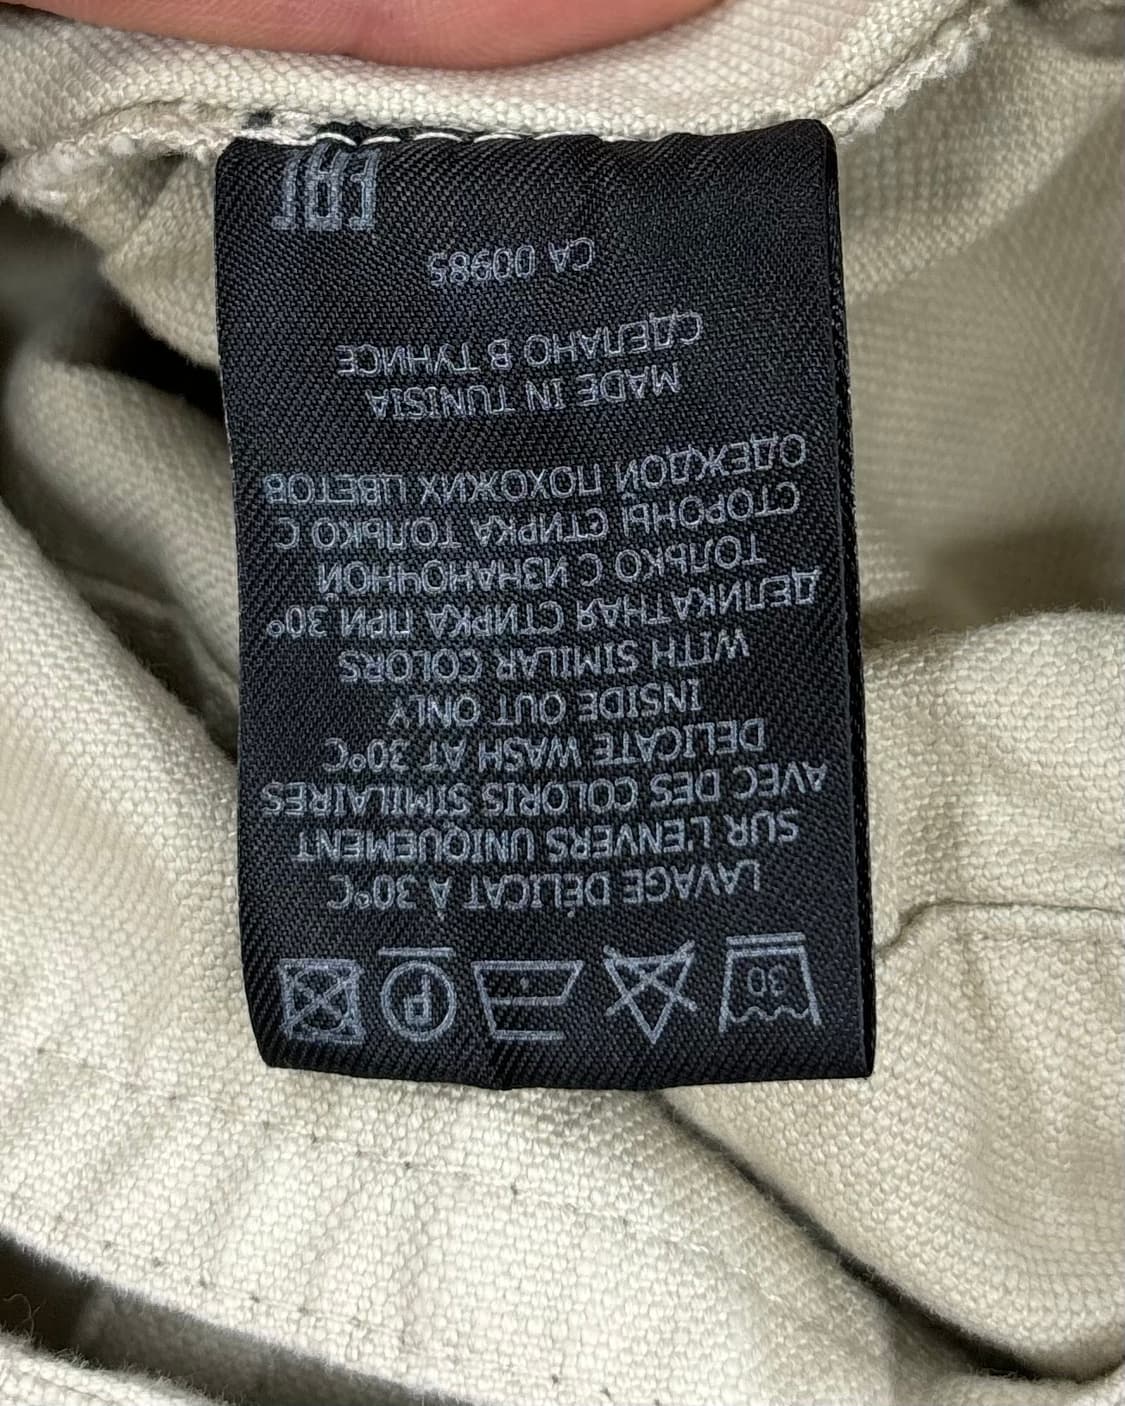 30 P
LAVAGE DÉLICAT À 30°C
SUR L'ENVERS UNIQUEMENT
AVEC DES COLORIS SIMILAIRES
DELICATE WASH AT 30°C
INSIDE OUT ONLY
WITH SIMILAR COLORS
ДЕЛИКАТНАЯ СТИРКА ПРИ 30°
ТОЛЬКО С ИЗНАНОЧНОЙ
СТОРОНЫ СТИРКА ТОЛЬКО С
ОДЕЖДОЙ ПОХОЖИХ ЦВЕТОВ
MADE IN TUNISIA
СДЕЛАНО В ТУНИСЕ
CA 00985
EAC